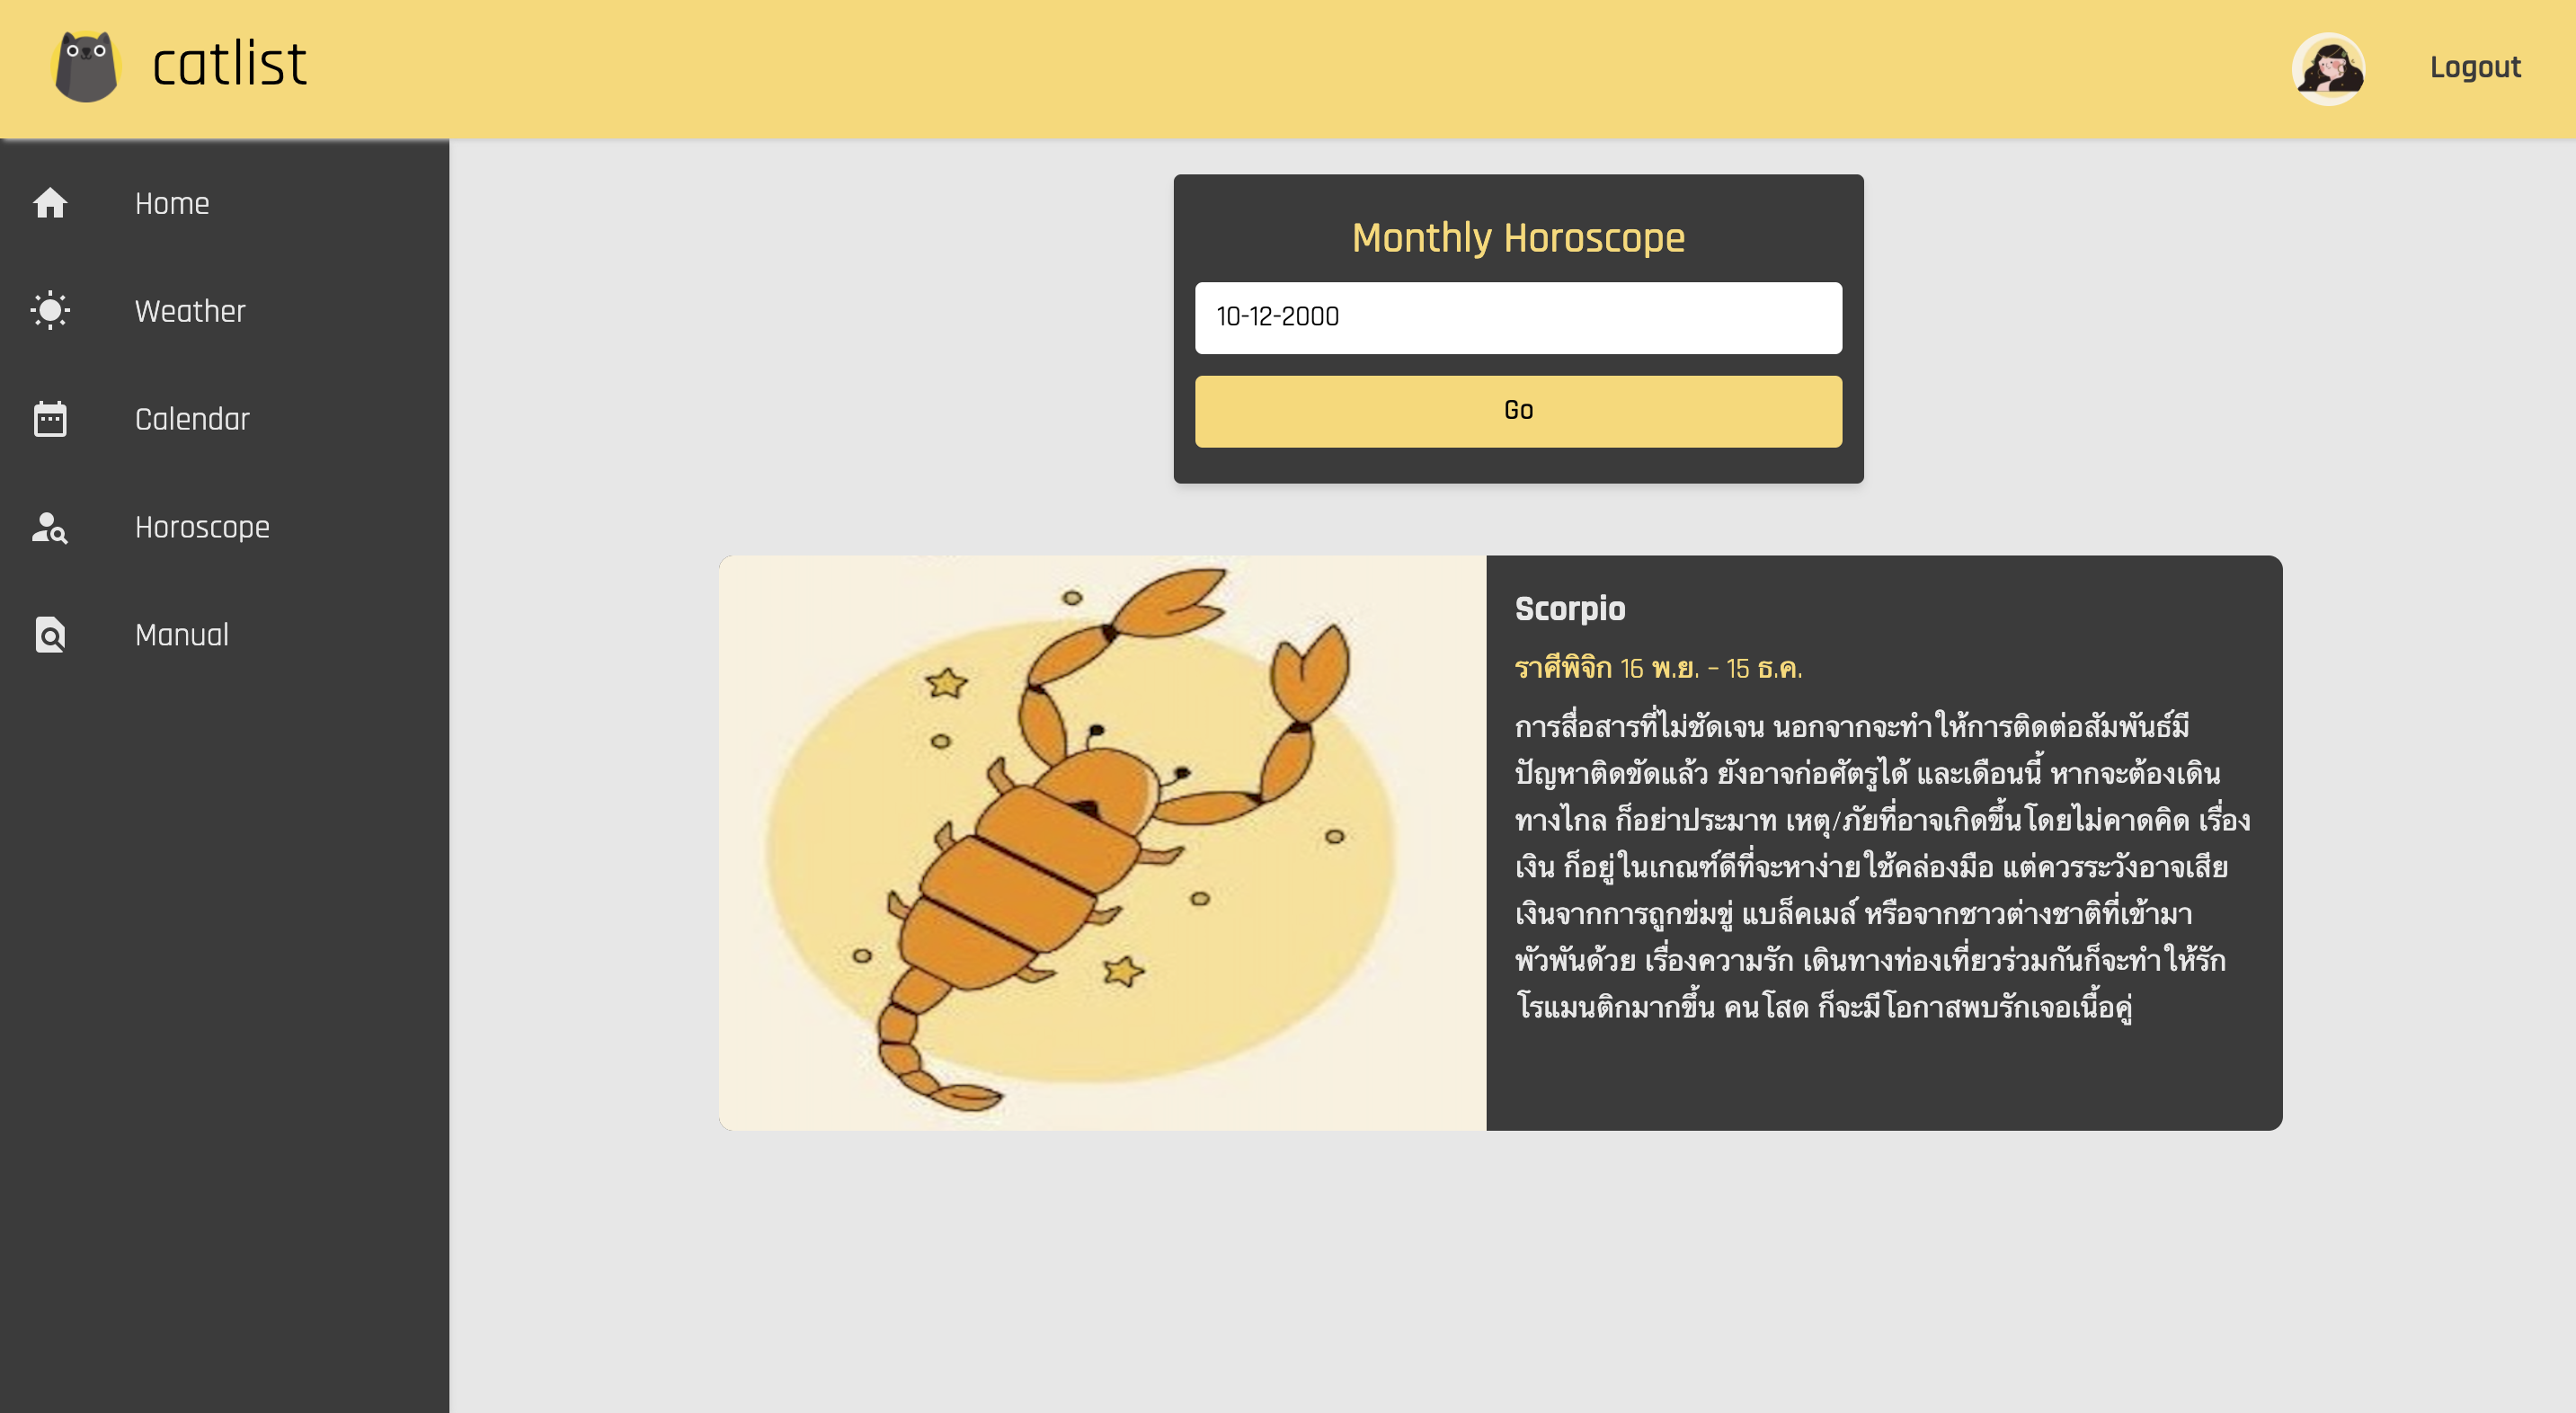 catlist
Logout
Home
Weather
Calendar
Horoscope
Manual
Monthly Horoscope
10-12-2000
Go
Scorpio
ราศีพิจิก 16 พ.ย. - 15 ธ.ค.
การสื่อสารที่ไม่ชัดเจน นอกจากจะทำให้การติดต่อสัมพันธ์มี
ปัญหาติดขัดแล้ว ยังอาจก่อศัตรูได้ และเดือนนี้ หากจะต้องเดิน
ทางไกล ก็อย่าประมาท เหตุ/ภัยที่อาจเกิดขึ้นโดยไม่คาดคิด เรื่อง
เงิน ก็อยู่ในเกณฑ์ดีที่จะหาง่ายใช้คล่องมือ แต่ควรระวังอาจเสีย
เงินจากการถูกข่มขู่ แบล็คเมล์ หรือจากชาวต่างชาติที่เข้ามา
พัวพันด้วย เรื่องความรัก เดินทางท่องเที่ยวร่วมกันก็จะทำให้รัก
โรแมนติกมากขึ้น คนโสด ก็จะมีโอกาสพบรักเจอเนื้อคู่